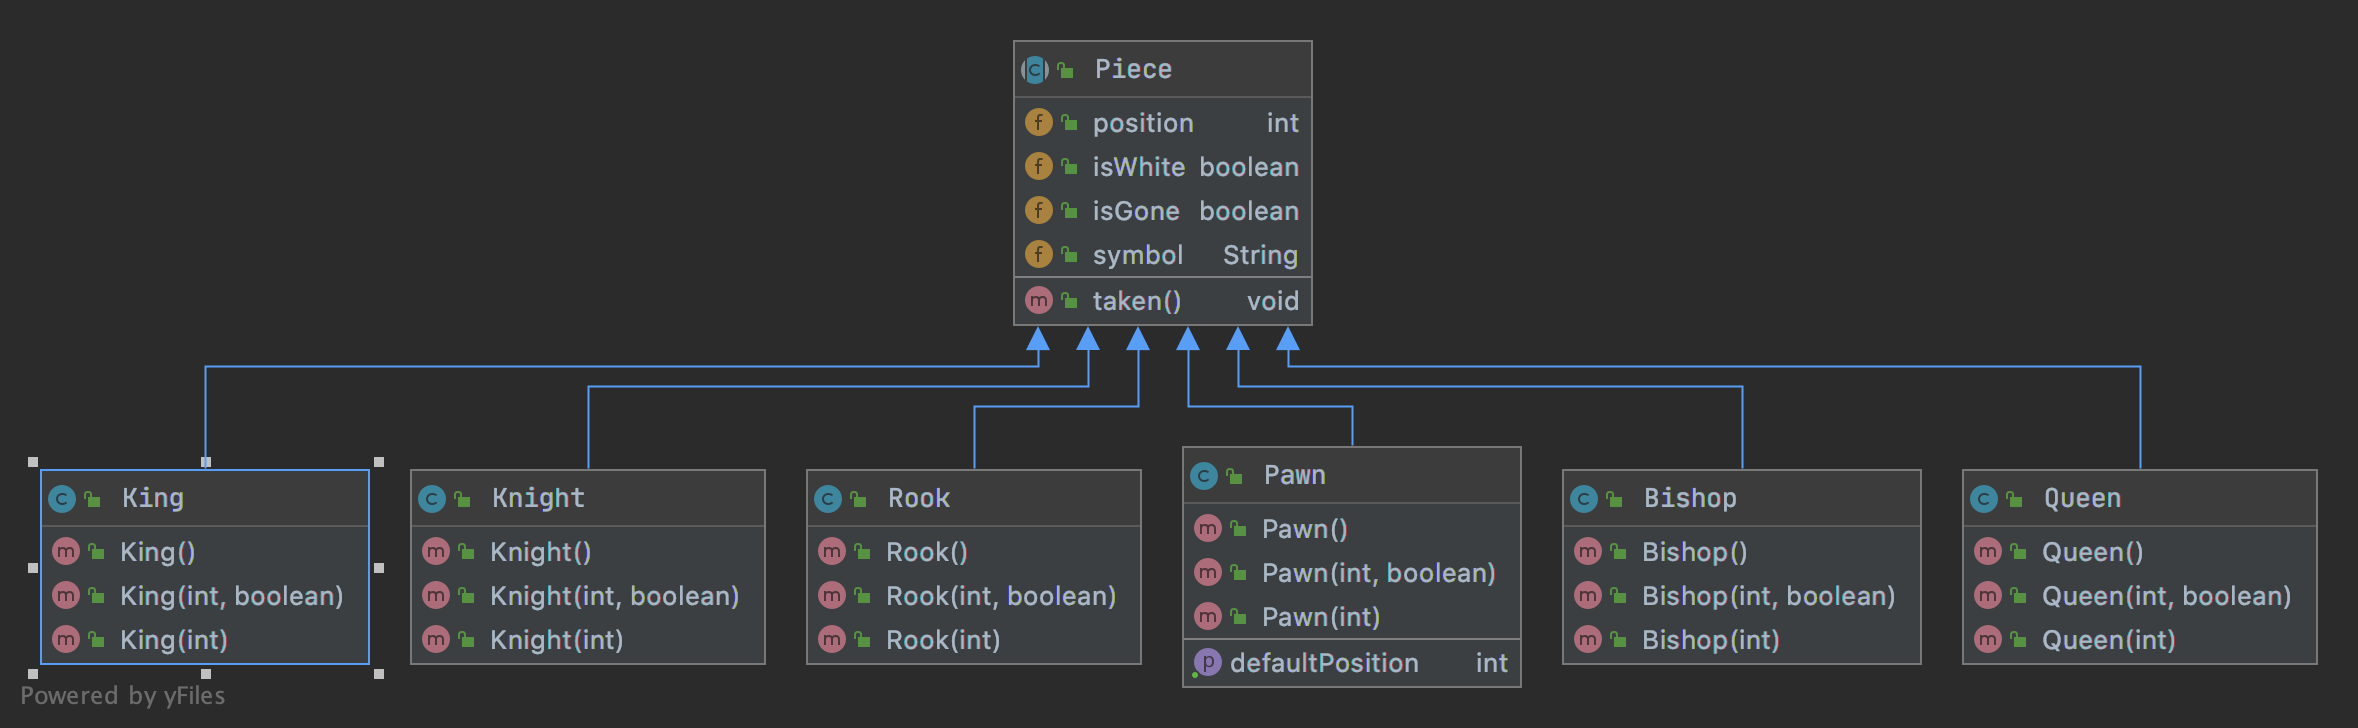 Piece
position int
isWhite boolean
isGone boolean
symbol String
taken() void
King
King()
King(int, boolean)
King(int)
Knight
Knight()
Knight(int, boolean)
Knight(int)
Rook
Rook()
Rook(int, boolean)
Rook(int)
Pawn
Pawn()
Pawn(int, boolean)
Pawn(int)
defaultPosition int
Bishop
Bishop()
Bishop(int, boolean)
Bishop(int)
Queen
Queen()
Queen(int, boolean)
Queen(int)
Powered by yFiles